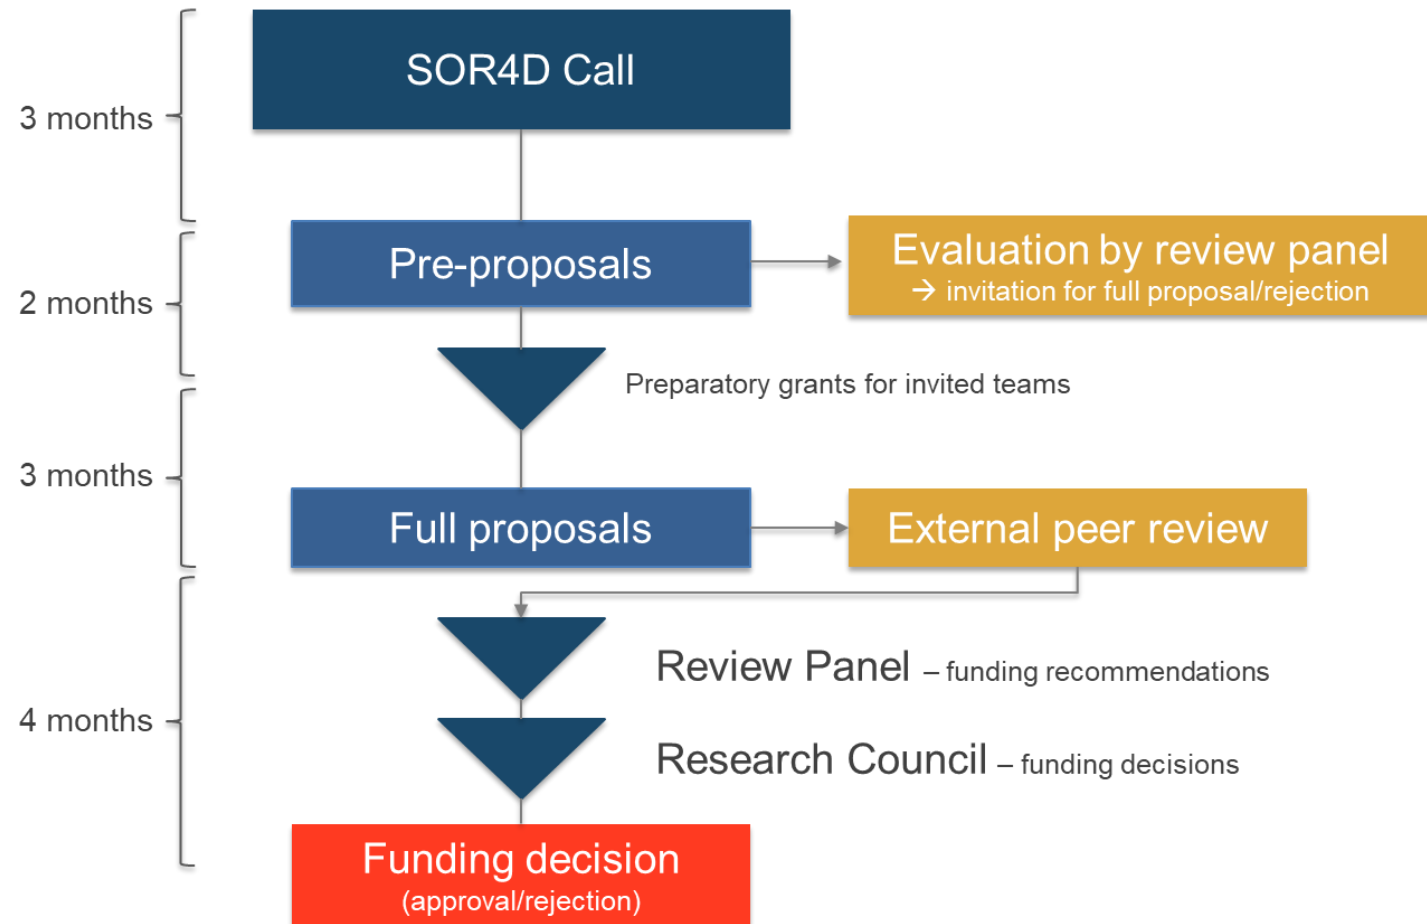 SOR4D Call
3 months
Pre-proposals
Evaluation by review panel
→ invitation for full proposal/rejection
2 months
Preparatory grants for invited teams
3 months
Full proposals
External peer review
Review Panel – funding recommendations
4 months
Research Council – funding decisions
Funding decision
(approval/rejection)